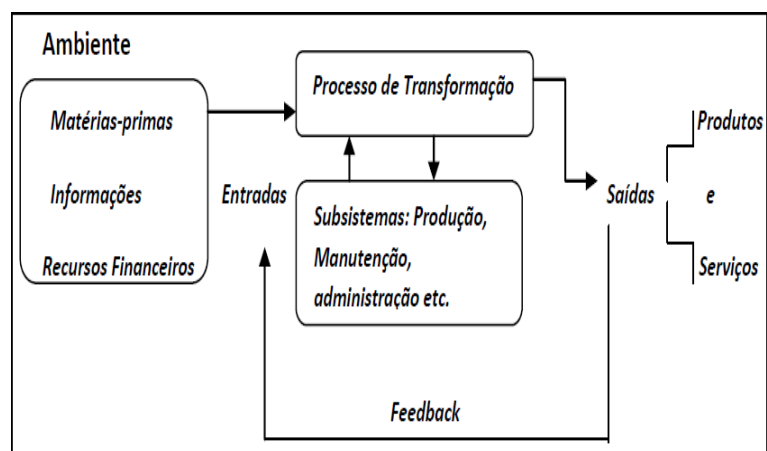 Ambiente
Matérias-primas
Informações
Recursos Financeiros
Entradas
Processo de Transformação
Subsistemas: Produção,
Manutenção,
administração etc.
Saídas
Produtos
e
Serviços
Feedback